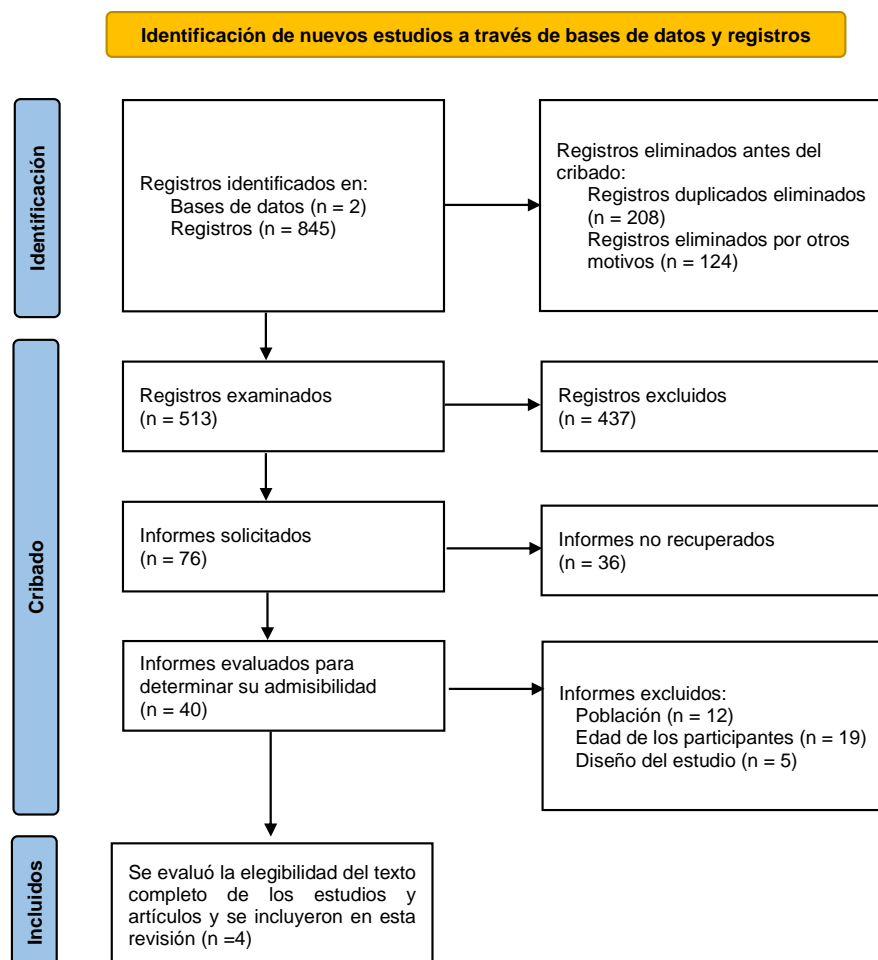 Identificación de nuevos estudios a través de bases de datos y registros
Identificación
Registros identificados en:
Bases de datos (n = 2)
Registros (n = 845)
Registros eliminados antes del
cribado:
Registros duplicados eliminados
(n = 208)
Registros eliminados por otros
motivos (n = 124)
Cribado
Registros examinados
(n = 513)
Registros excluidos
(n = 437)
Informes solicitados
(n = 76)
Informes no recuperados
(n = 36)
Informes evaluados para
determinar su admisibilidad
(n = 40)
Informes excluidos:
Población (n = 12)
Edad de los participantes (n = 19)
Diseño del estudio (n = 5)
Incluidos
Se evaluó la elegibilidad del texto
completo de los estudios y
artículos y se incluyeron en esta
revisión (n =4)